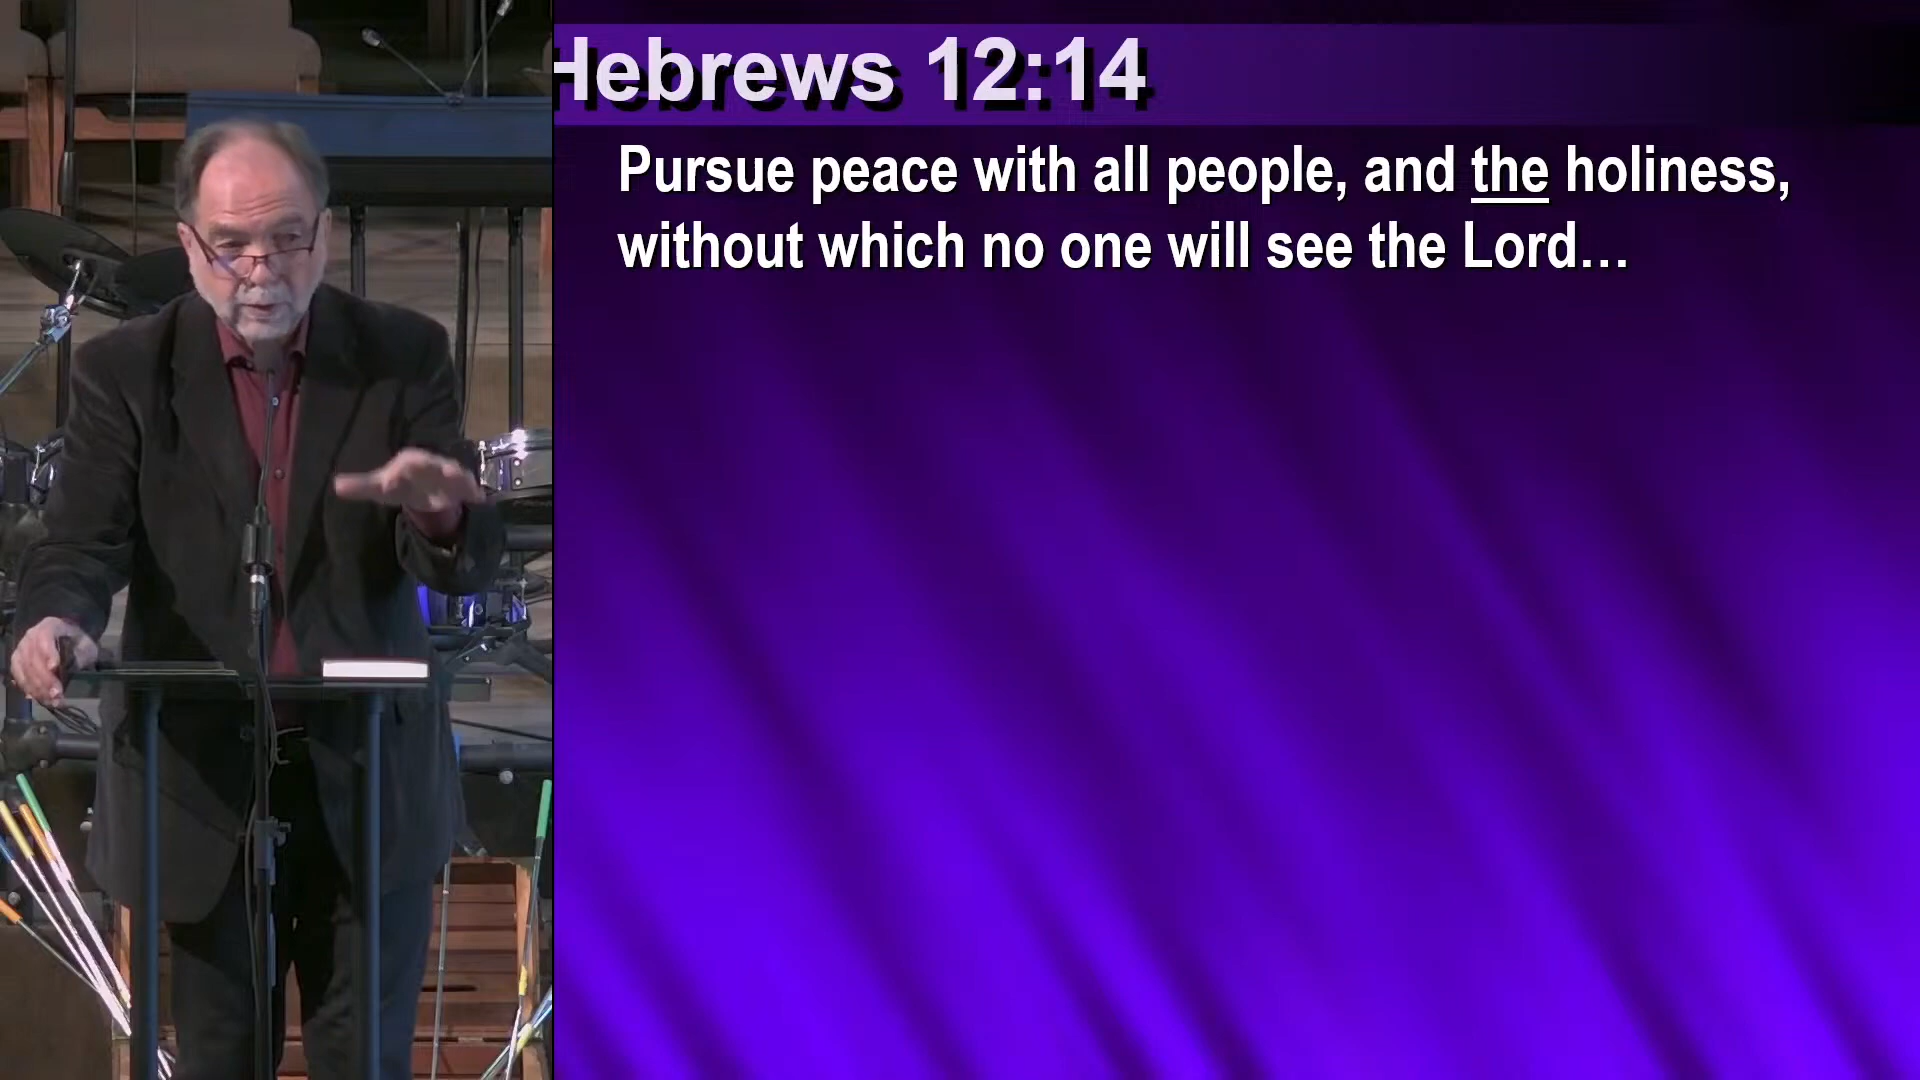 Hebrews 12:14
Pursue peace with all people, and the holiness,
without which no one will see the Lord…